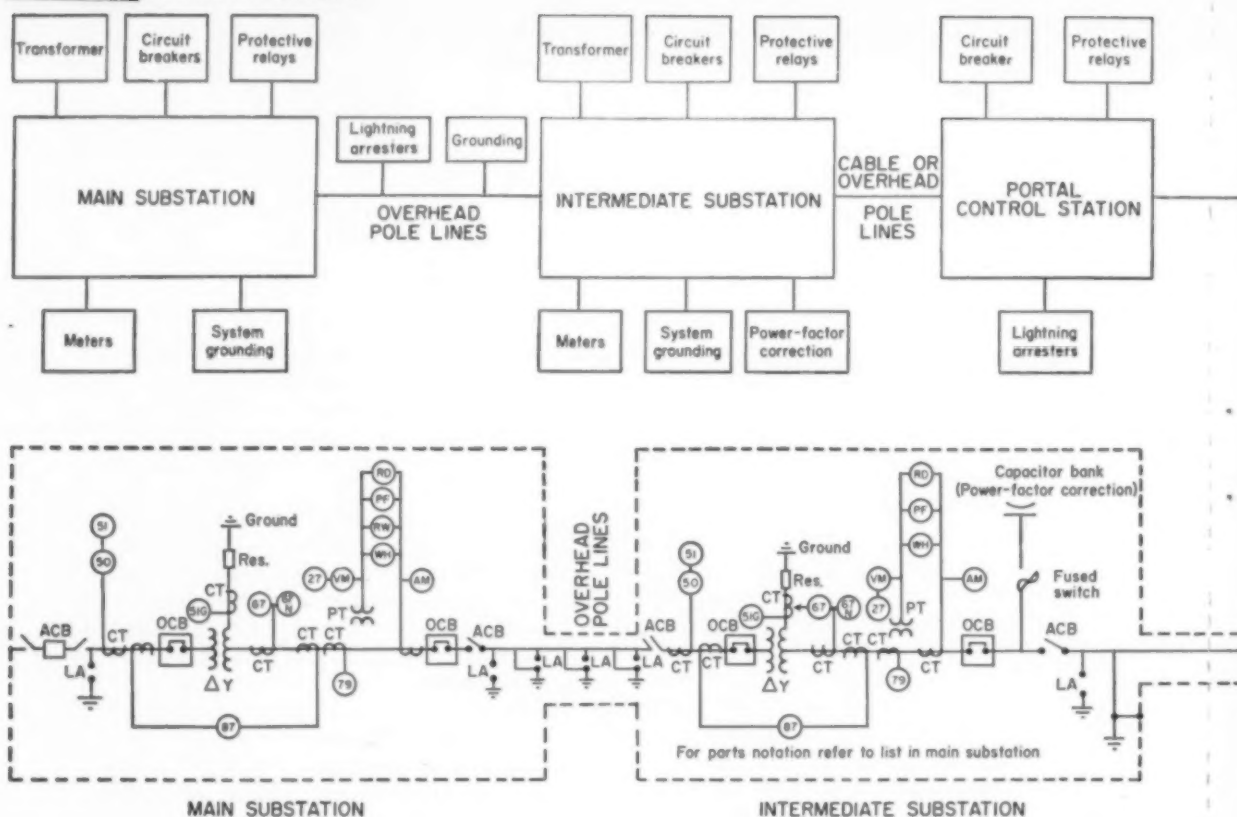 Transformer
Circuit
breakers
Protective
relays
Transformer
Circuit
breakers
Protective
relays
Circuit
breaker
Protective
relays
Lightning
arresters
Grounding
MAIN SUBSTATION
OVERHEAD
POLE LINES
INTERMEDIATE SUBSTATION
CABLE OR
OVERHEAD
POLE
LINES
PORTAL
CONTROL STATION
Meters
System
grounding
Meters
System
grounding
Power-factor
correction
Lightning
arresters
51
50
Ground
Res.
CT
51G
67
67
N
27
VM
RD
PF
RW
WH
AM
PT
ACB
LA
CT
OCB
Δ Y
CT
CT
CT
79
87
OCB
ACB
LA
OVERHEAD
POLE LINES
LA
LA
LA
ACB
51
50
CT
CT
OCB
51G
Ground
Res.
CT
67
67
N
Δ Y
CT
CT
CT
79
87
VM
27
PT
RD
PF
WH
AM
CT
OCB
Capacitor bank
(Power-factor correction)
Fused
switch
ACB
LA
For parts notation refer to list in main substation
MAIN SUBSTATION
INTERMEDIATE SUBSTATION